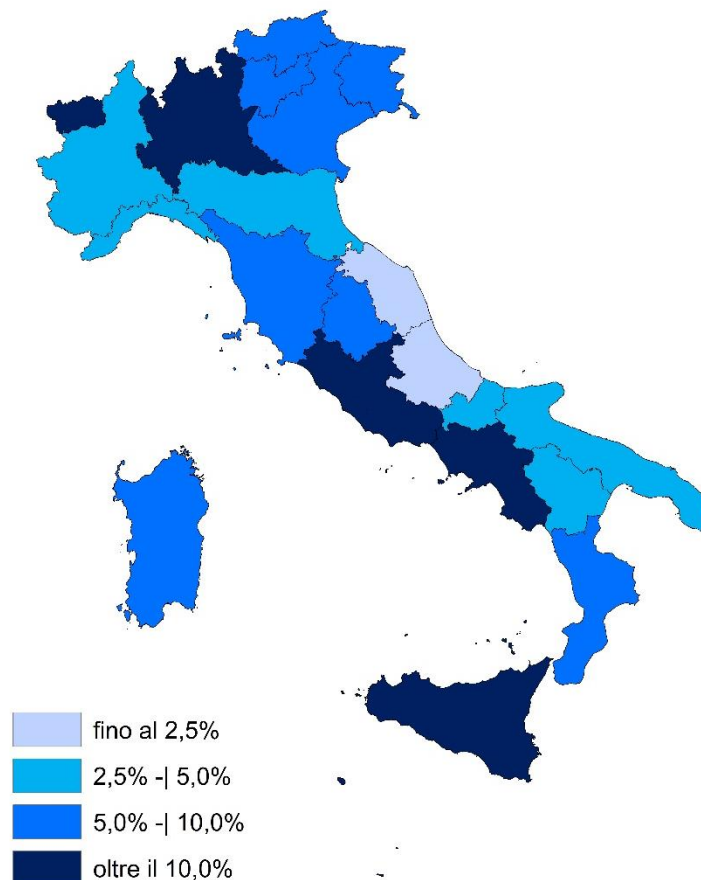 fino al 2,5%
2,5% -| 5,0%
5,0% -| 10,0%
oltre il 10,0%